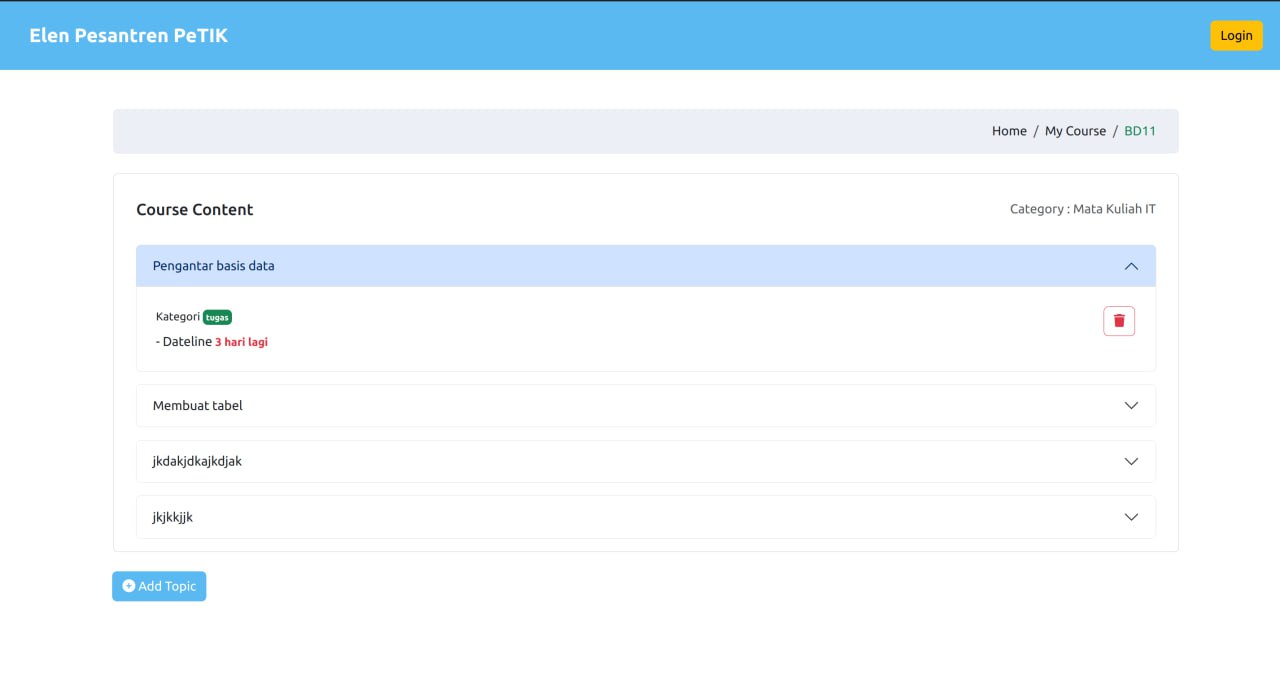 Elen Pesantren PeTIK
Login
Home / My Course / BD11
Course Content
Category : Mata Kuliah IT
Pengantar basis data
Kategori tugas
- Dateline 3 hari lagi
Membuat tabel
jkdakjdkajkdjak
jkjkkjjk
Add Topic